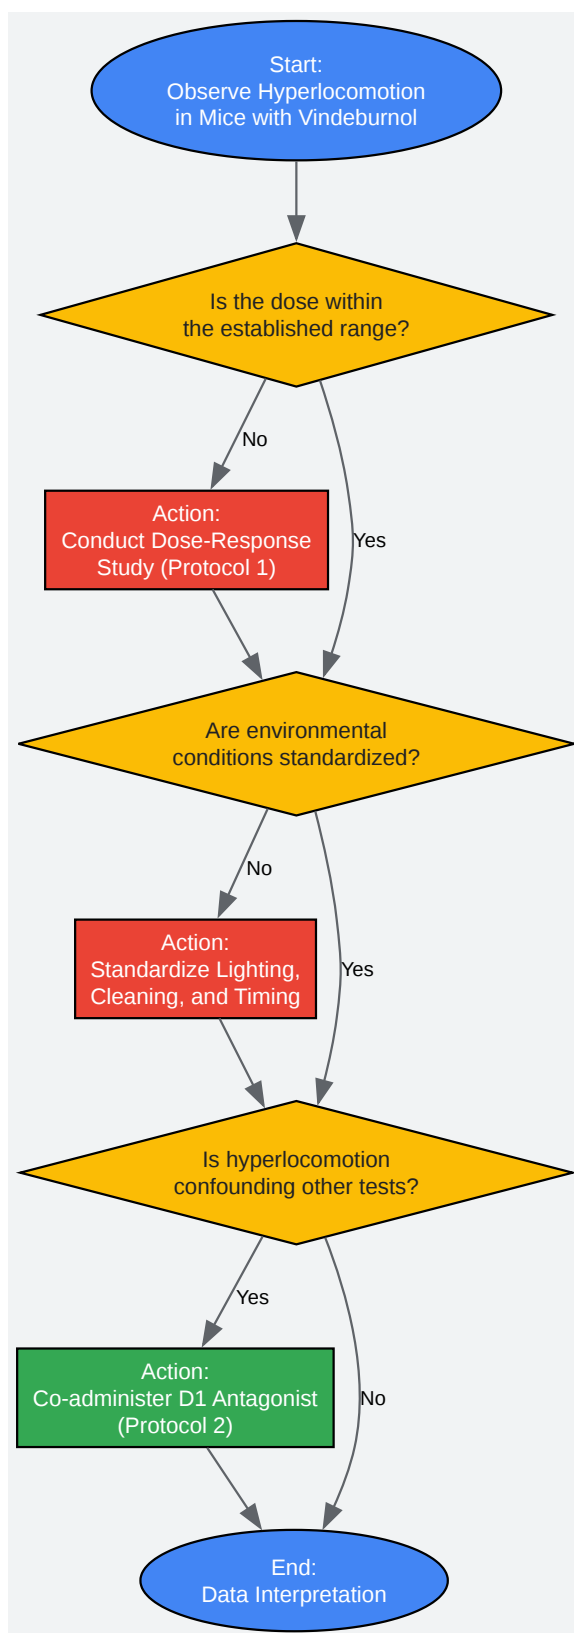 Start:
Observe Hyperlocomotion
in Mice with Vindeburnol
Is the dose within
the established range?
No
Yes
Action:
Conduct Dose-Response
Study (Protocol 1)
Are environmental
conditions standardized?
No
Yes
Action:
Standardize Lighting,
Cleaning, and Timing
Is hyperlocomotion
confounding other tests?
Yes
No
Action:
Co-administer D1 Antagonist
(Protocol 2)
End:
Data Interpretation